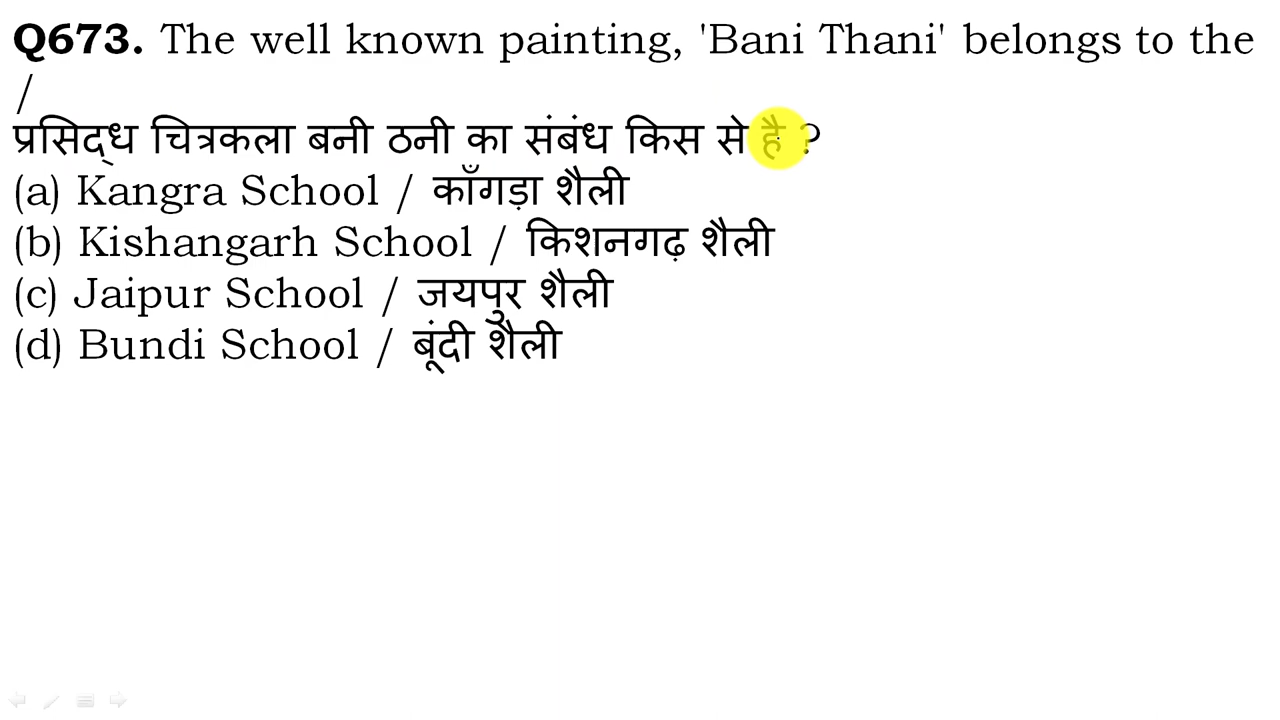 Q673. The well known painting, 'Bani Thani' belongs to the
/
प्रसिद्ध चित्रकला बनी ठनी का संबंध किस से है ?
(a) Kangra School / काँगड़ा शैली
(b) Kishangarh School / किशनगढ़ शैली
(c) Jaipur School / जयपुर शैली
(d) Bundi School / बूंदी शैली